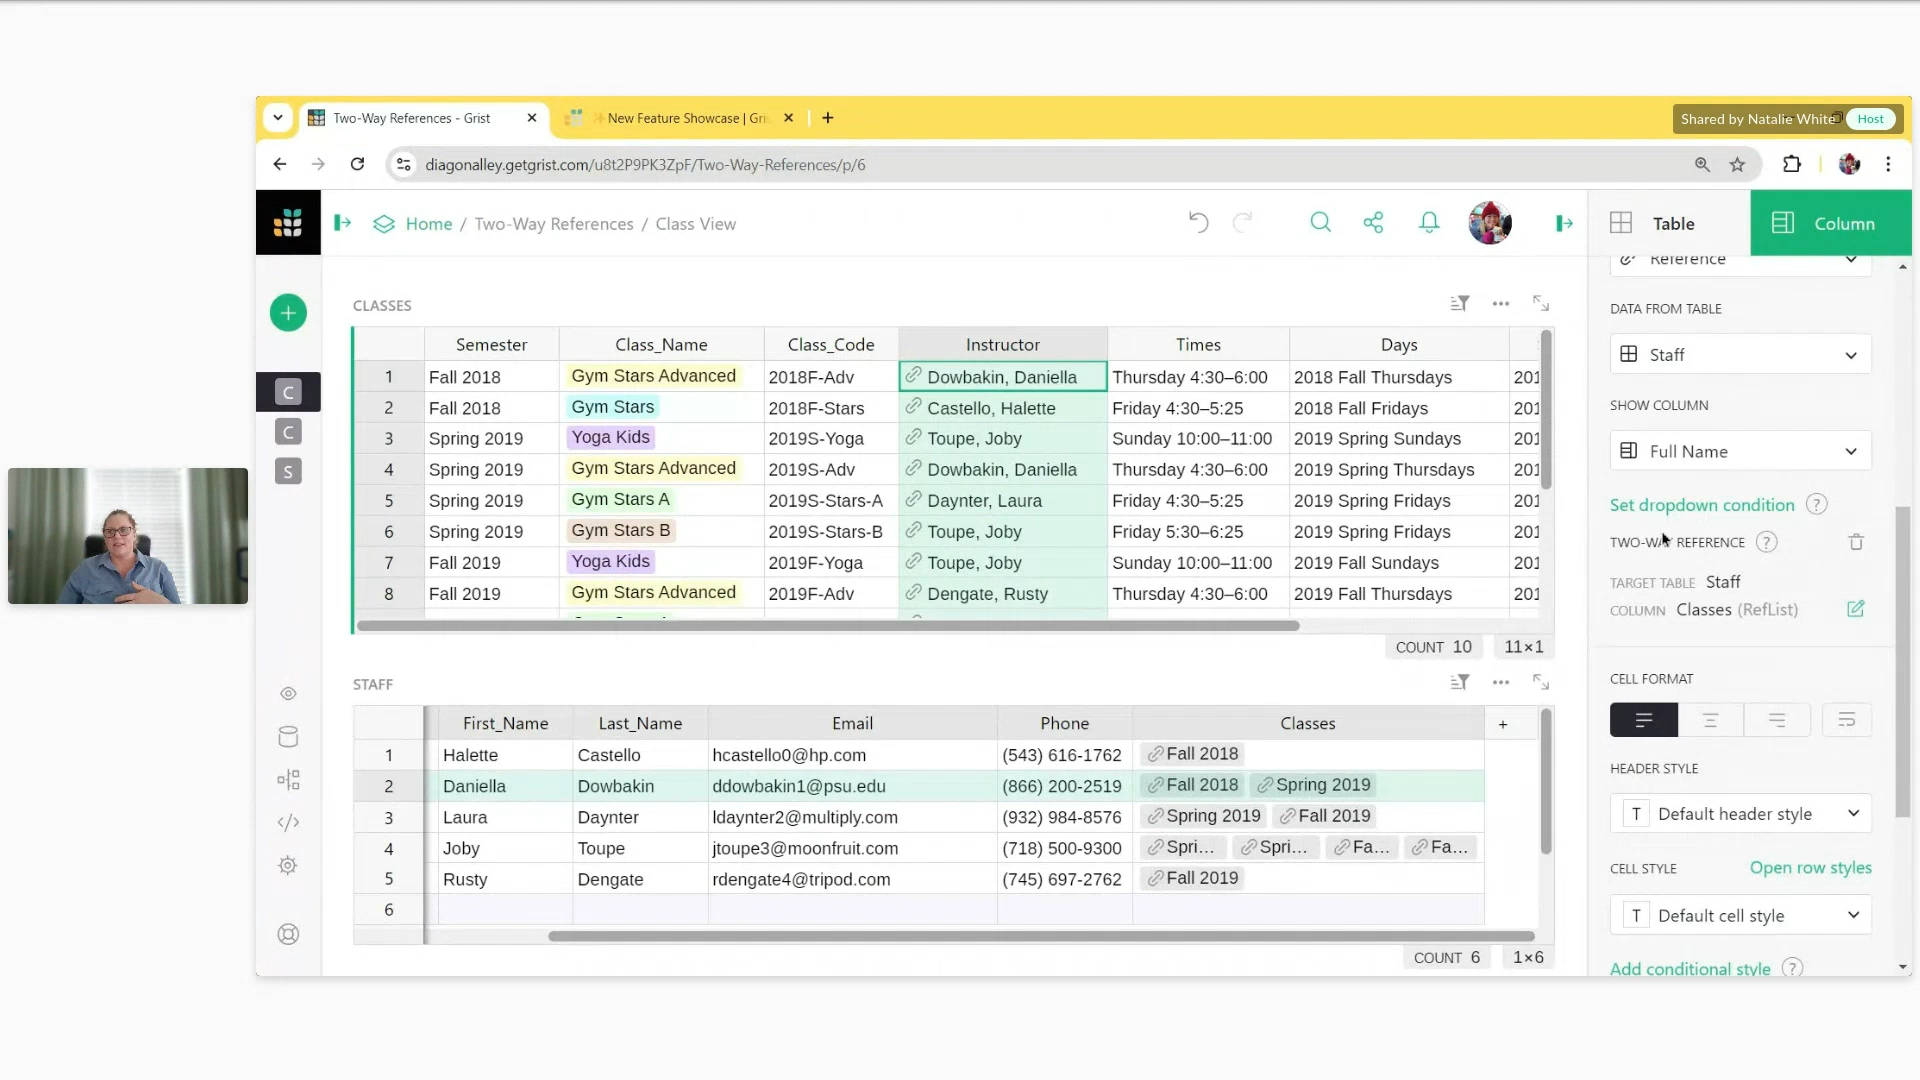 Two-Way References - Grist
New Feature Showcase | Gri
Shared by Natalie White
Host
diagonalley.getgrist.com/u8t2P9PK3ZpF/Two-Way-References/p/6
Home / Two-Way References / Class View
Table
Column
CLASSES
Semester Class_Name Class_Code Instructor Times Days
1 Fall 2018 Gym Stars Advanced 2018F-Adv Dowbakin, Daniella Thursday 4:30–6:00 2018 Fall Thursdays 201
2 Fall 2018 Gym Stars 2018F-Stars Castello, Halette Friday 4:30–5:25 2018 Fall Fridays 201
3 Spring 2019 Yoga Kids 2019S-Yoga Toupe, Joby Sunday 10:00–11:00 2019 Spring Sundays 201
4 Spring 2019 Gym Stars Advanced 2019S-Adv Dowbakin, Daniella Thursday 4:30–6:00 2019 Spring Thursdays 201
5 Spring 2019 Gym Stars A 2019S-Stars-A Daynter, Laura Friday 4:30–5:25 2019 Spring Fridays 201
6 Spring 2019 Gym Stars B 2019S-Stars-B Toupe, Joby Friday 5:30–6:25 2019 Spring Fridays 201
7 Fall 2019 Yoga Kids 2019F-Yoga Toupe, Joby Sunday 10:00–11:00 2019 Fall Sundays 201
8 Fall 2019 Gym Stars Advanced 2019F-Adv Dengate, Rusty Thursday 4:30–6:00 2019 Fall Thursdays 201
COUNT 10 11×1
C
C
S
STAFF
First_Name Last_Name Email Phone Classes +
1 Halette Castello hcastello0@hp.com (543) 616-1762 Fall 2018
2 Daniella Dowbakin ddowbakin1@psu.edu (866) 200-2519 Fall 2018 Spring 2019
3 Laura Daynter ldaynter2@multiply.com (932) 984-8576 Spring 2019 Fall 2019
4 Joby Toupe jtoupe3@moonfruit.com (718) 500-9300 Spri... Spri... Fa... Fa...
5 Rusty Dengate rdengate4@tripod.com (745) 697-2762 Fall 2019
6
COUNT 6 1×6
Reference
DATA FROM TABLE
Staff
SHOW COLUMN
Full Name
Set dropdown condition ?
TWO-WAY REFERENCE ?
TARGET TABLE Staff
COLUMN Classes (RefList)
CELL FORMAT
HEADER STYLE
T Default header style
CELL STYLE Open row styles
T Default cell style
Add conditional style ?